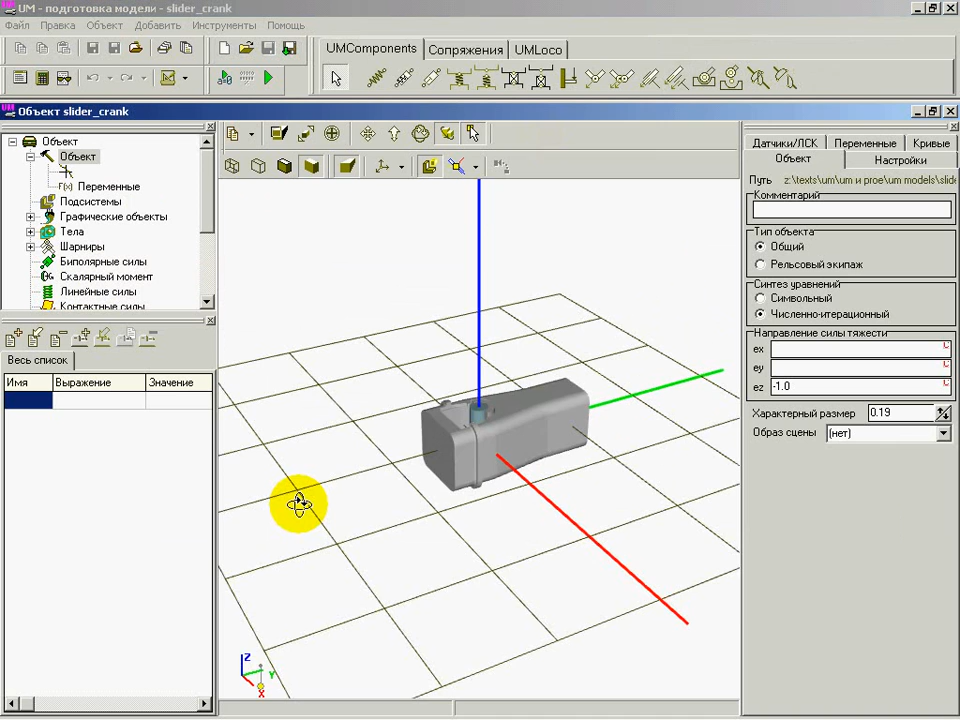 UM - подготовка модели - slider_crank
Файл Правка Объект Добавить Инструменты Помощь
UMComponents Сопряжения UMLoco
Объект slider_crank
Объект
Объект
F(x) Переменные
Подсистемы
Графические объекты
Тела
Шарниры
Биполярные силы
Скалярный момент
Линейные силы
Контактные силы
Весь список
Имя Выражение Значение
Z
Y
X
Датчики/ЛСК Переменные Кривые
Объект Настройки
Путь z:\texts\um\um и proe\um models\slide
Комментарий
Тип объекта
Общий
Рельсовый экипаж
Синтез уравнений
Символьный
Численно-итерационный
Направление силы тяжести
ex
ey
ez -1.0
Характерный размер 0.19
Образ сцены (нет)